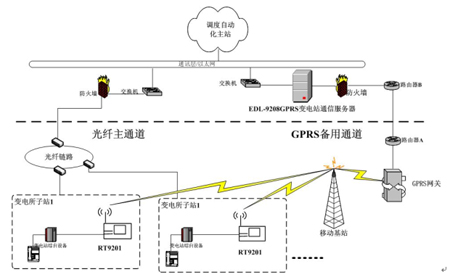 调度自动
化主站
通讯层/以太网
防火墙
交换机
交换机
防火墙
路由器B
EDL-9208GPRS变电站通信服务器
光纤主通道
GPRS备用通道
路由器A
光纤链路
GPRS网关
变电所子站1
变电所子站1
变电站综自设备
RT9201
变电站综自设备
RT9201
移动基站